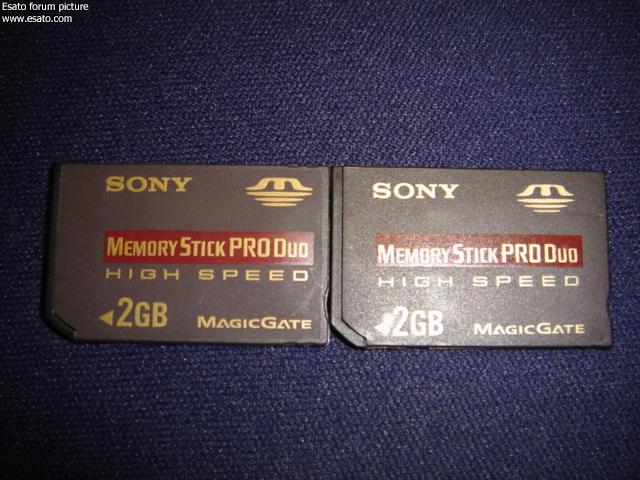 Esato forum picture
www.esato.com
SONY
MEMORY STICK PRO DUO
HIGH SPEED
2GB MAGICGATE
SONY
MEMORY STICK PRO DUO
HIGH SPEED
2GB MAGICGATE